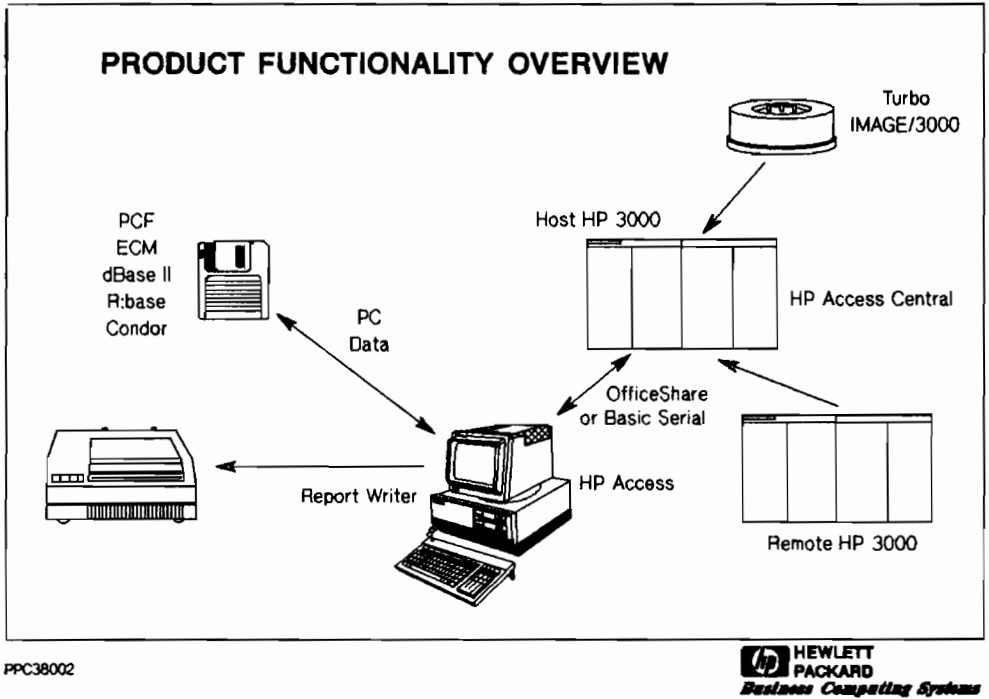 PRODUCT FUNCTIONALITY OVERVIEW
Turbo
IMAGE/3000
Host HP 3000
HP Access Central
PCF
ECM
dBase II
R:base
Condor
PC
Data
OfficeShare
or Basic Serial
Report Writer
HP Access
Remote HP 3000
PPC38002
hp
HEWLETT
PACKARD
Business Computing Systems